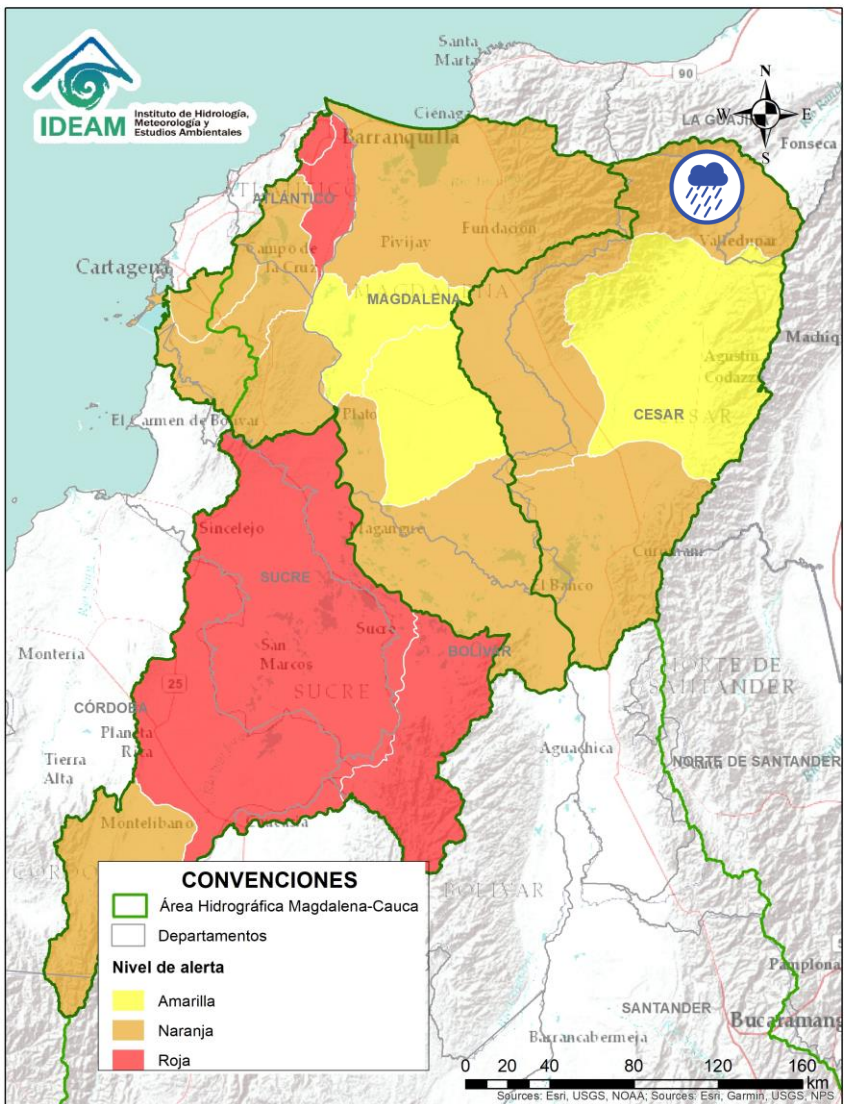 IDEAM
Instituto de Hidrología,
Meteorología y
Estudios Ambientales
Santa
Marta
90
N
W
E
S
LA GUAJI
Ciénaga
Fonseca
Barranquilla
ATLÁNTICO
Campo de
la Cruz
Pivijay
Fundación
Valledupar
Cartagena
MAGDALENA
Machiq
Agustín
Codazzi
CESAR
El Carmen de Bolívar
Plato
Sincelejo
Magangué
SUCRE
Curumaní
El Banco
Sucre
San
Marcos
BOLÍVAR
Montería
SUCRE
25
NORTE DE
SANTANDER
CÓRDOBA
Planeta
Rica
Tierra
Alta
Aguachica
NORTE DE SANTANDER
Montelíbano
Caucasia
BOLÍVAR
CONVENCIONES
Área Hidrográfica Magdalena-Cauca
Departamentos
Nivel de alerta
Amarilla
Naranja
Roja
Pamplona
SANTANDER
Bucaramang
Barrancabermeja
0 20 40 80 120 160
km
Sources: Esri, USGS, NOAA; Sources: Esri, Garmin, USGS, NPS